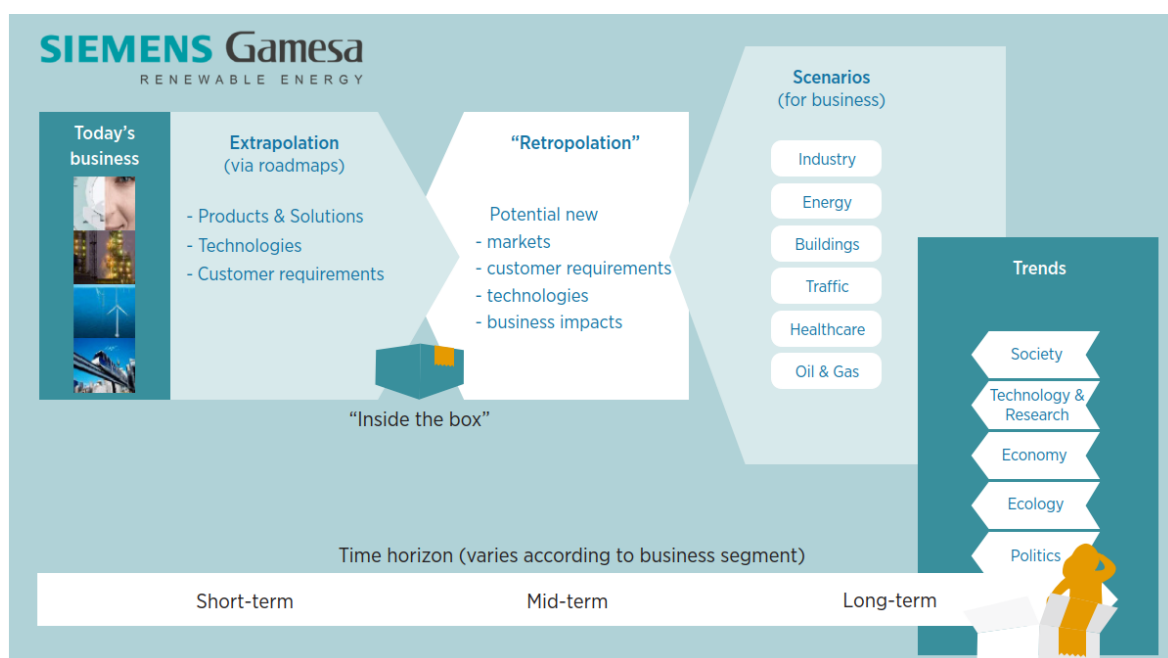 SIEMENS Gamesa
RENEWABLE ENERGY
Today's
business
Extrapolation
(via roadmaps)
- Products & Solutions
- Technologies
- Customer requirements
“Retropolation”
Potential new
- markets
- customer requirements
- technologies
- business impacts
“Inside the box”
Scenarios
(for business)
Industry
Energy
Buildings
Traffic
Healthcare
Oil & Gas
Trends
Society
Technology &
Research
Economy
Ecology
Politics
Time horizon (varies according to business segment)
Short-term
Mid-term
Long-term